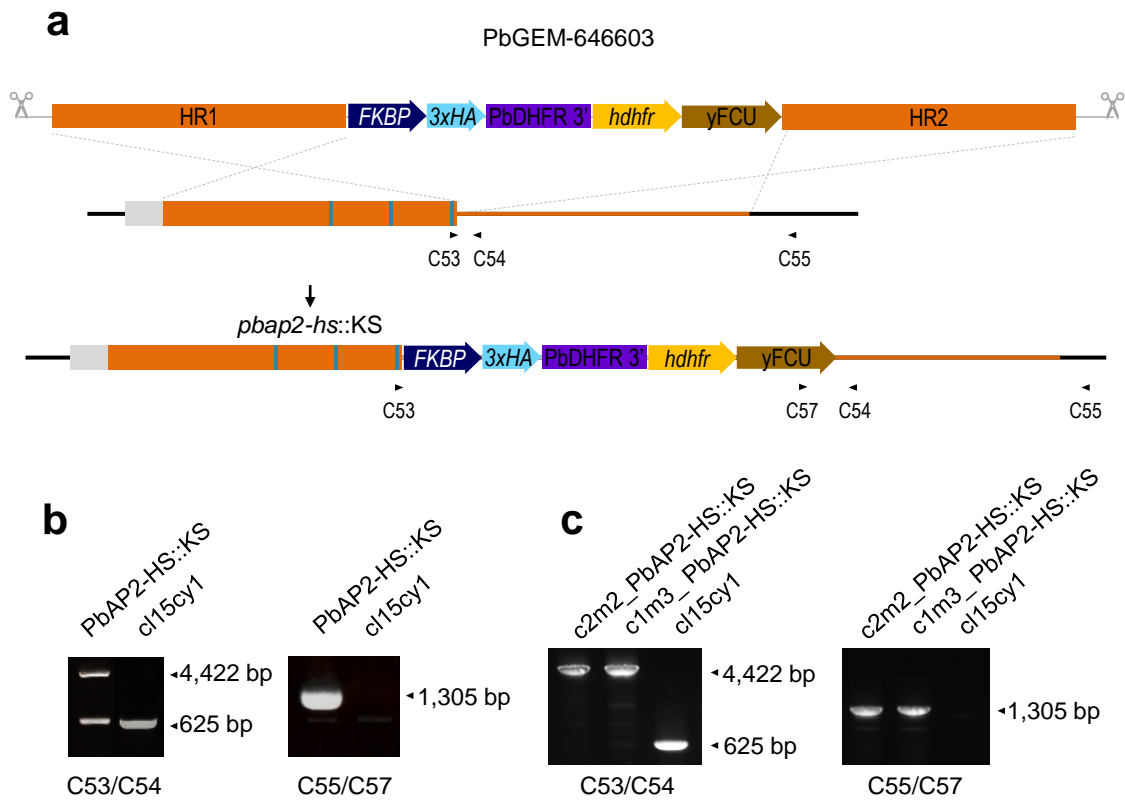 a
PbGEM-646603
HR1 FKBP 3xHA PbDHFR 3' hdhfr yFCU HR2
C53 C54 C55
pbap2-hs::KS
FKBP 3xHA PbDHFR 3' hdhfr yFCU
C53 C57 C54 C55
b
PbAP2-HS::KS
cl15cy1
4,422 bp
625 bp
C53/C54
PbAP2-HS::KS
cl15cy1
1,305 bp
C55/C57
c
c2m2_PbAP2-HS::KS
c1m3_PbAP2-HS::KS
cl15cy1
4,422 bp
625 bp
C53/C54
c2m2_PbAP2-HS::KS
c1m3_PbAP2-HS::KS
cl15cy1
1,305 bp
C55/C57